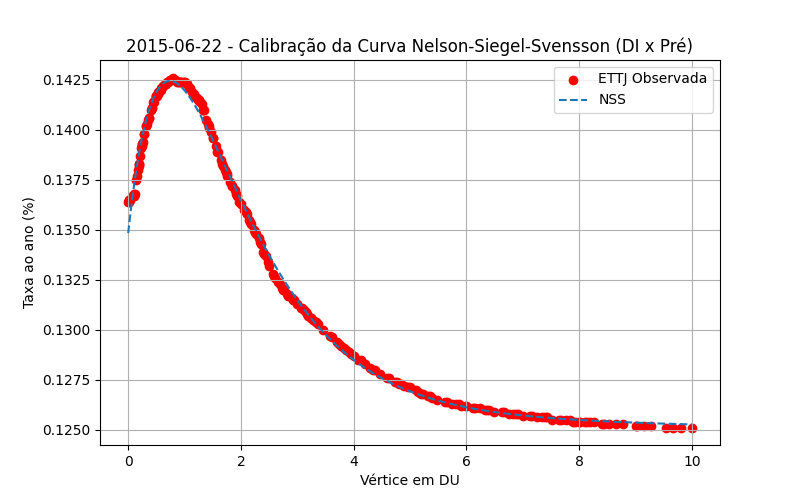 2015-06-22 - Calibração da Curva Nelson-Siegel-Svensson (DI x Pré)
ETTJ Observada
NSS
Taxa ao ano (%)
0.1425
0.1400
0.1375
0.1350
0.1325
0.1300
0.1275
0.1250
0 2 4 6 8 10
Vértice em DU